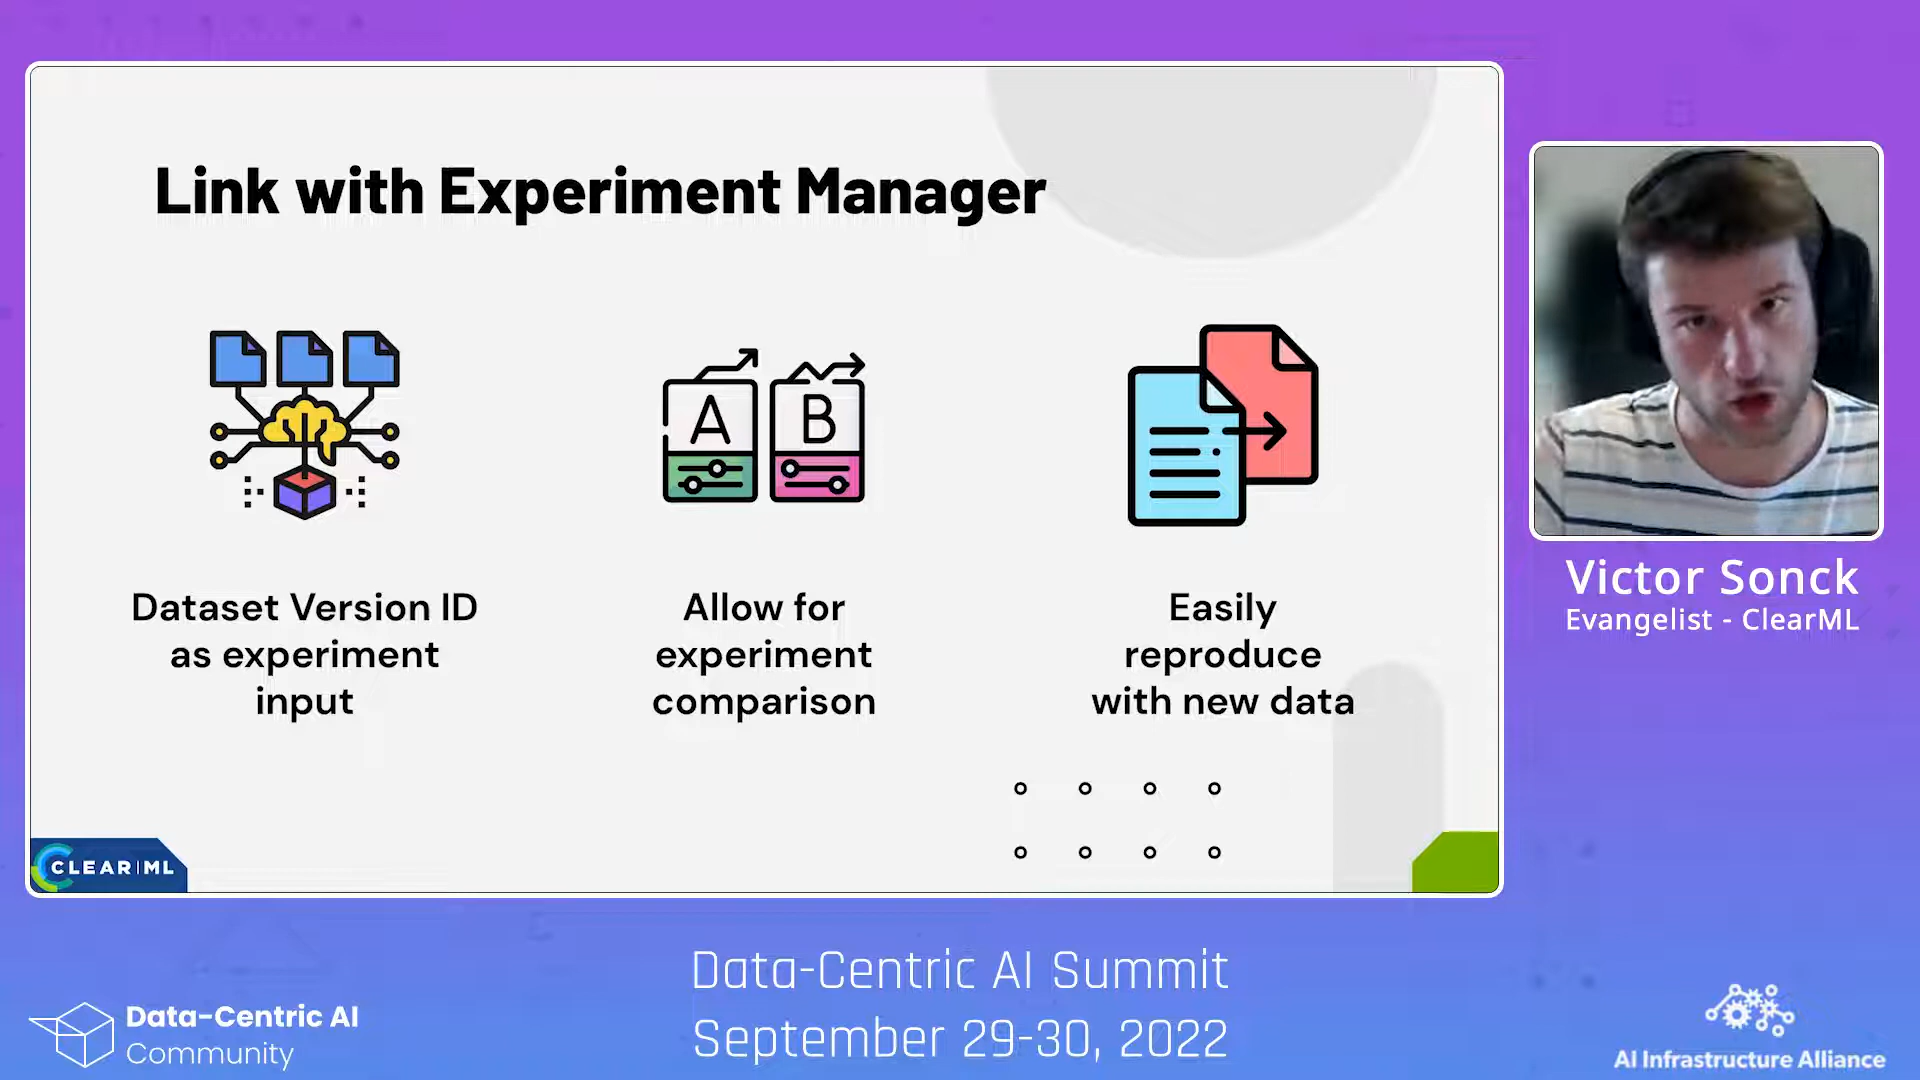 Link with Experiment Manager
A
B
Dataset Version ID
as experiment
input
Allow for
experiment
comparison
Easily
reproduce
with new data
CLEAR|ML
Victor Sonck
Evangelist - ClearML
Data-Centric AI Summit
September 29-30, 2022
Data-Centric AI
Community
AI Infrastructure Alliance